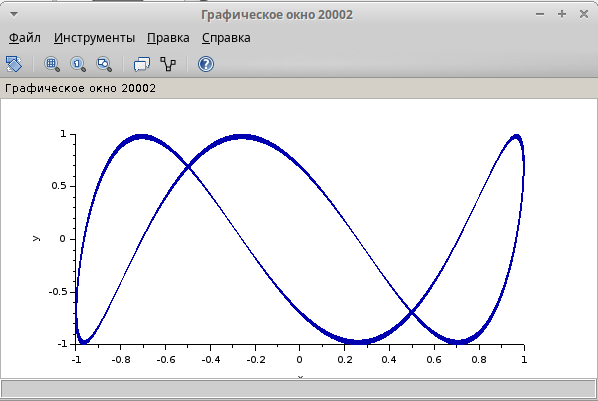 Графическое окно 20002
Файл Инструменты Правка Справка
Графическое окно 20002
1
0.5
0
-0.5
-1
y
-1 -0.8 -0.6 -0.4 -0.2 0 0.2 0.4 0.6 0.8 1